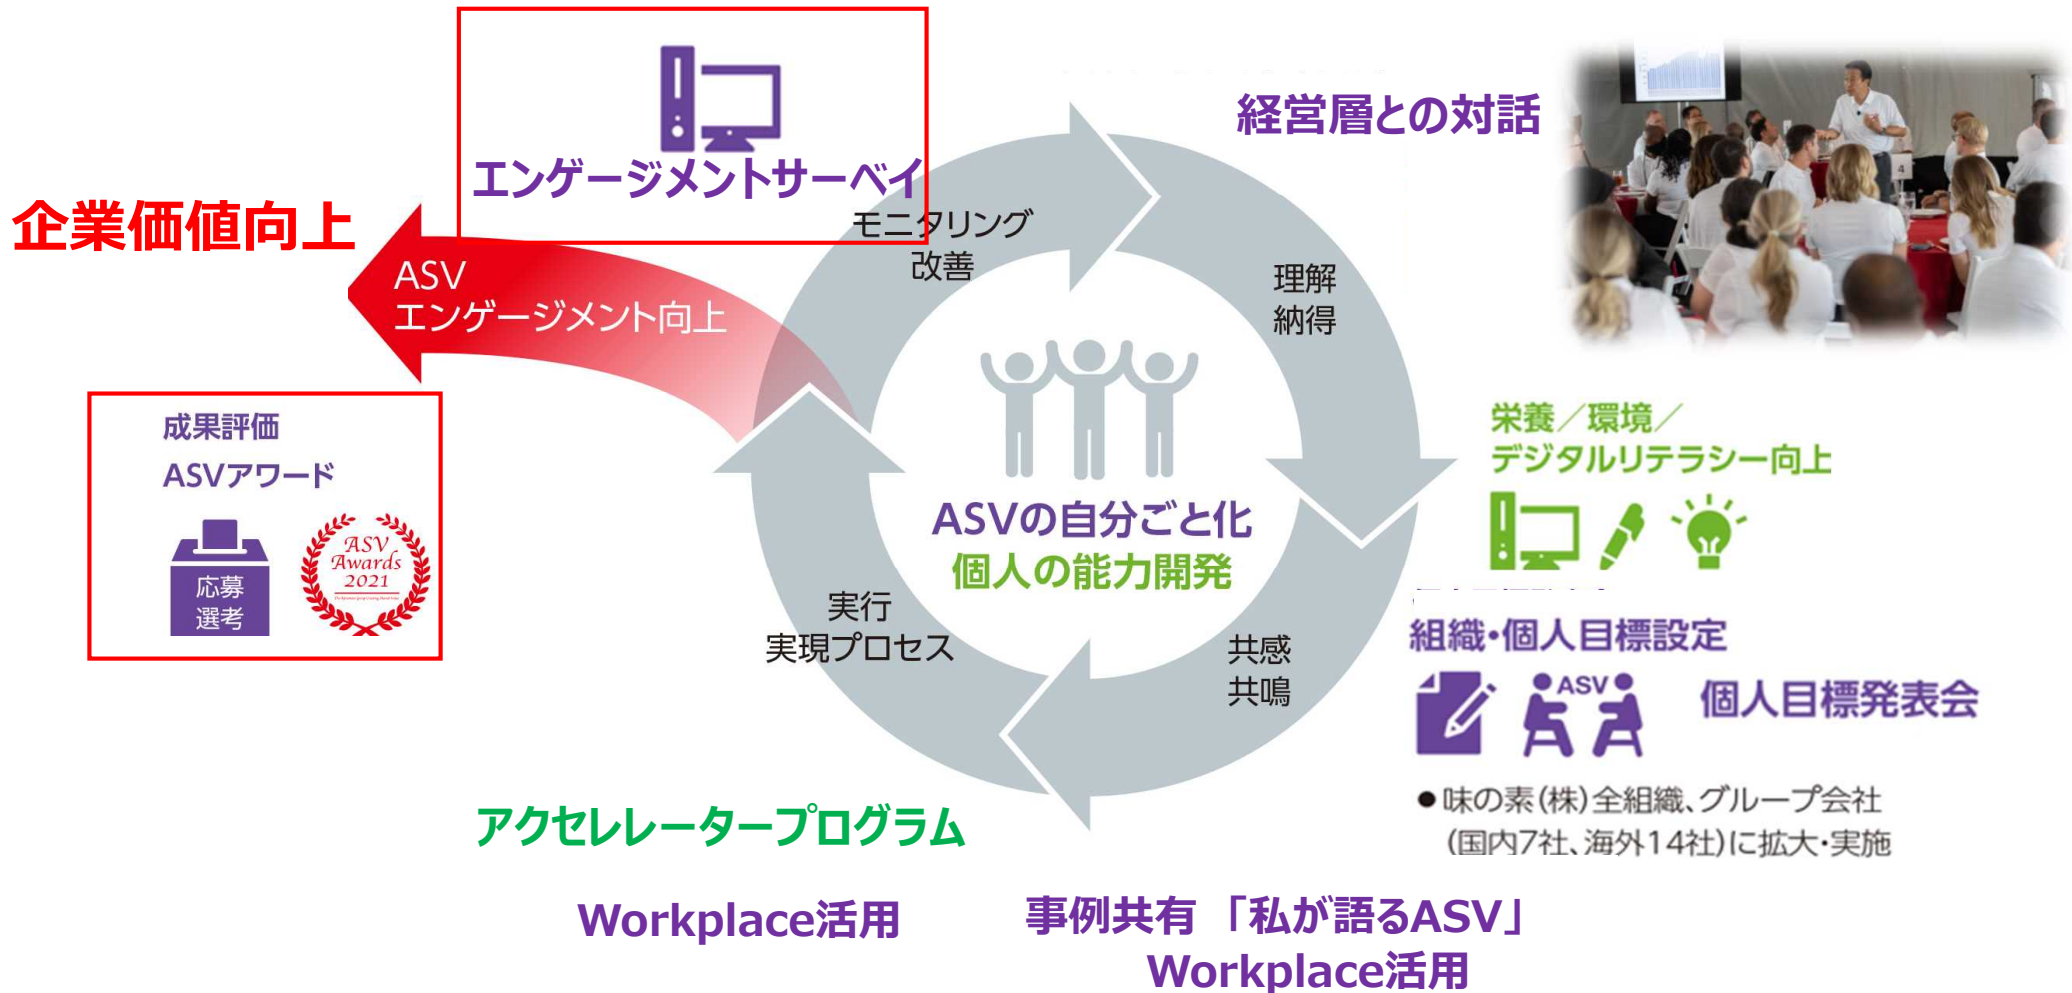 エンゲージメントサーベイ
経営層との対話
企業価値向上
ASV
エンゲージメント向上
モニタリング
改善
理解
納得
4
成果評価
ASVアワード
応募
選考
ASV
Awards
2021
栄養／環境／
デジタルリテラシー向上
ASVの自分ごと化
個人の能力開発
組織・個人目標設定
ASV
個人目標発表会
●味の素(株)全組織、グループ会社
(国内7社、海外14社)に拡大・実施
実行
実現プロセス
共感
共鳴
アクセレレータープログラム
Workplace活用
事例共有「私が語るASV」
Workplace活用